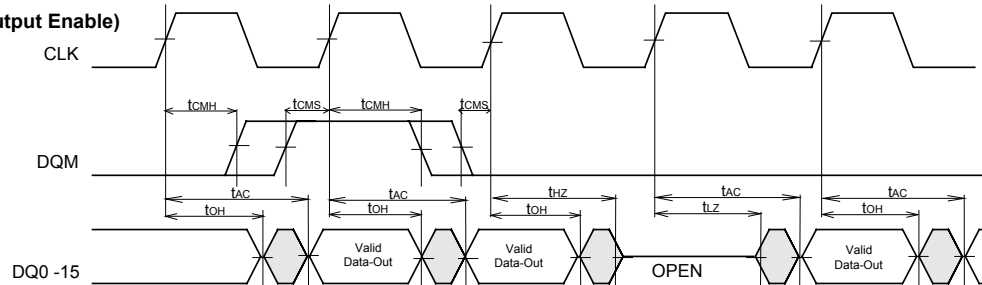 utput Enable)
CLK
tCMH tCMS tCMH tCMS
DQM
tAC tAC tHZ tAC tAC
tOH tOH tOH tLZ tOH
Valid Data-Out Valid Data-Out OPEN Valid Data-Out
DQ0 -15